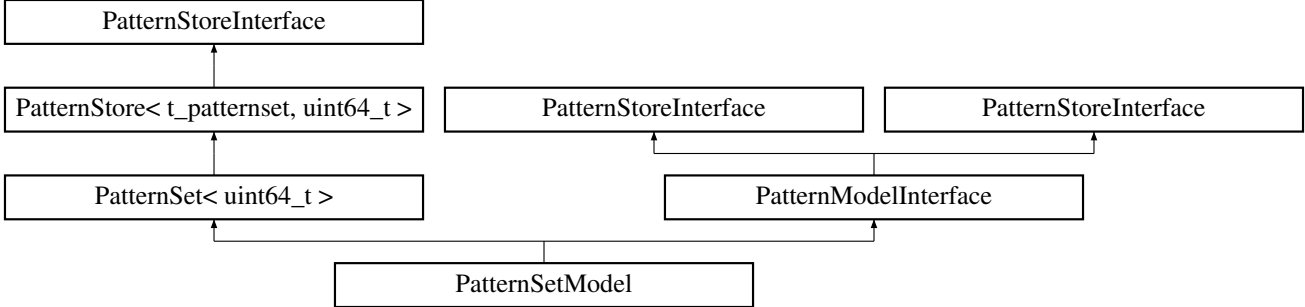 PatternStoreInterface
PatternStore< t_patternset, uint64_t >
PatternStoreInterface
PatternStoreInterface
PatternSet< uint64_t >
PatternModelInterface
PatternSetModel